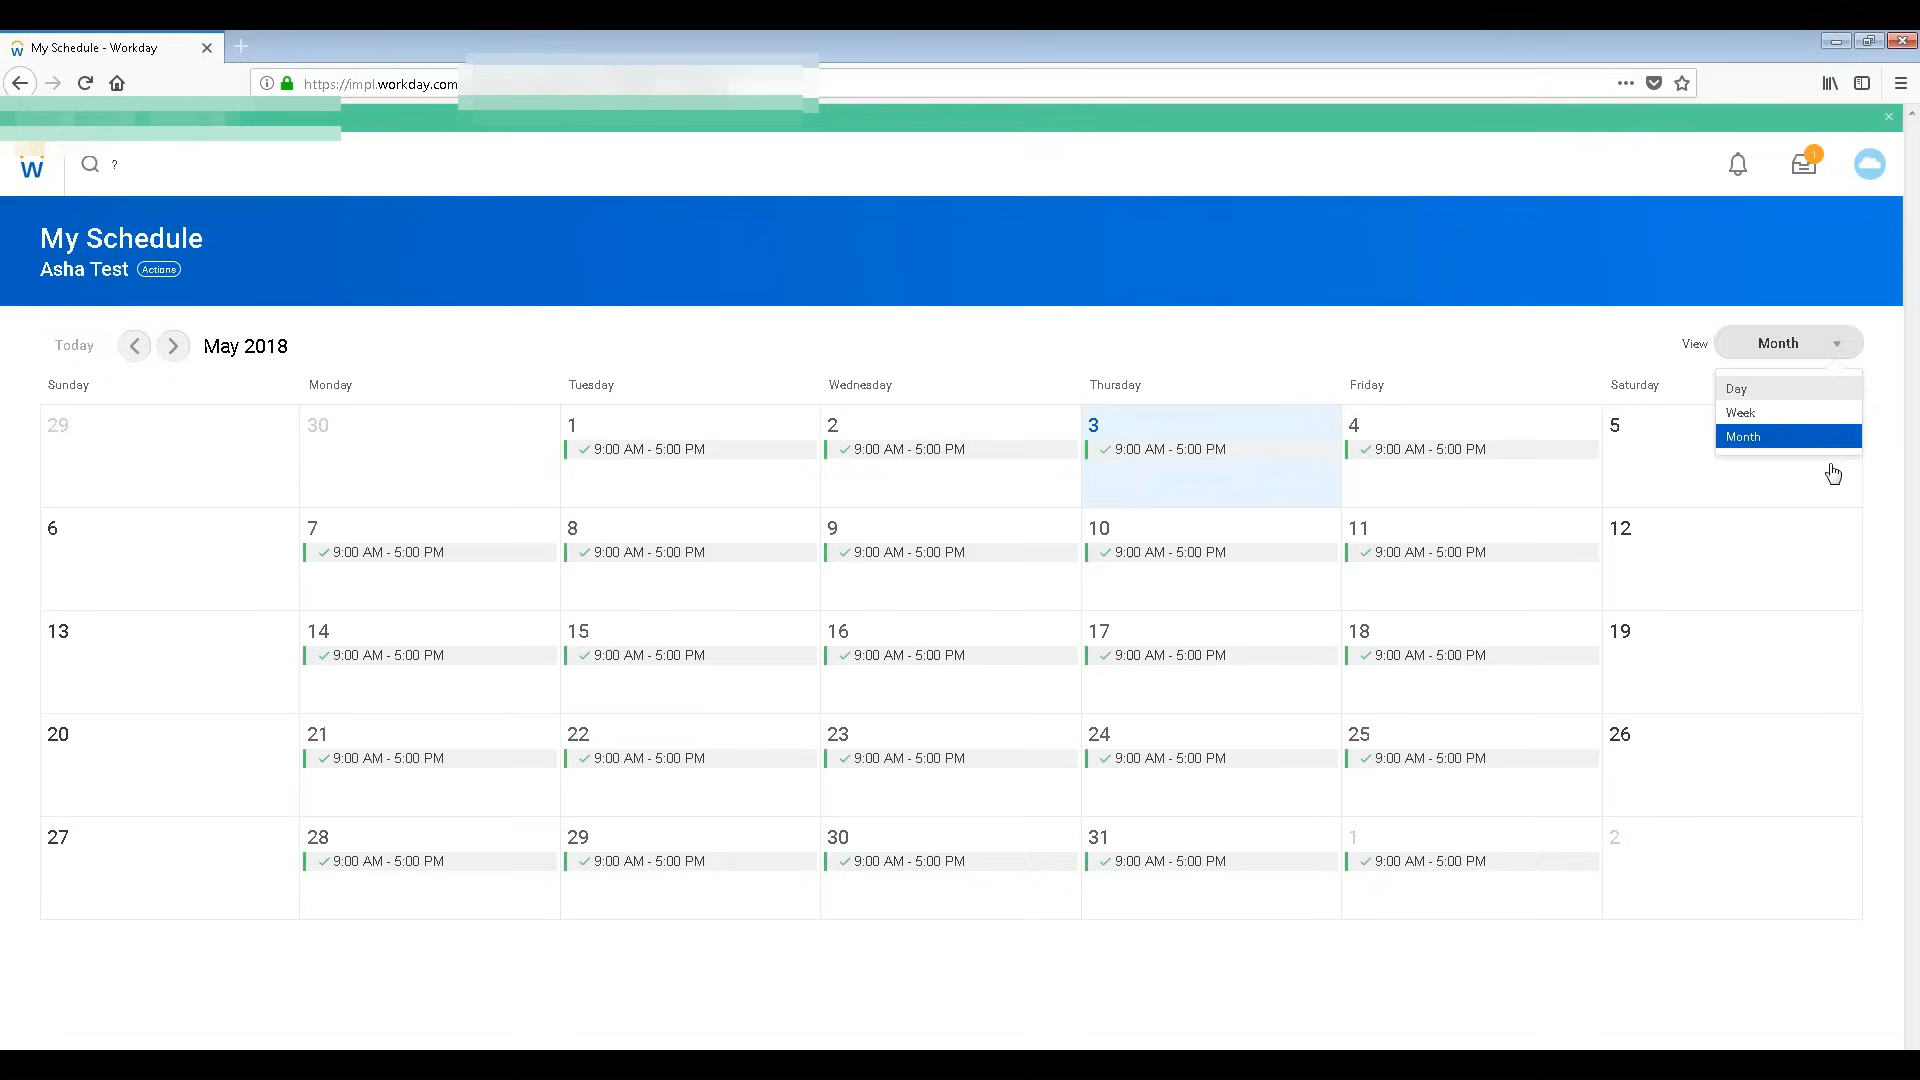 My Schedule - Workday
https://impl.workday.com
W
?
1
My Schedule
Asha Test Actions
Today May 2018 View Month
Sunday Monday Tuesday Wednesday Thursday Friday Saturday
Day
Week
Month
29 30 1 2 3 4 5
9:00 AM - 5:00 PM 9:00 AM - 5:00 PM 9:00 AM - 5:00 PM 9:00 AM - 5:00 PM
6 7 8 9 10 11 12
9:00 AM - 5:00 PM 9:00 AM - 5:00 PM 9:00 AM - 5:00 PM 9:00 AM - 5:00 PM 9:00 AM - 5:00 PM
13 14 15 16 17 18 19
9:00 AM - 5:00 PM 9:00 AM - 5:00 PM 9:00 AM - 5:00 PM 9:00 AM - 5:00 PM 9:00 AM - 5:00 PM
20 21 22 23 24 25 26
9:00 AM - 5:00 PM 9:00 AM - 5:00 PM 9:00 AM - 5:00 PM 9:00 AM - 5:00 PM 9:00 AM - 5:00 PM
27 28 29 30 31 1 2
9:00 AM - 5:00 PM 9:00 AM - 5:00 PM 9:00 AM - 5:00 PM 9:00 AM - 5:00 PM 9:00 AM - 5:00 PM